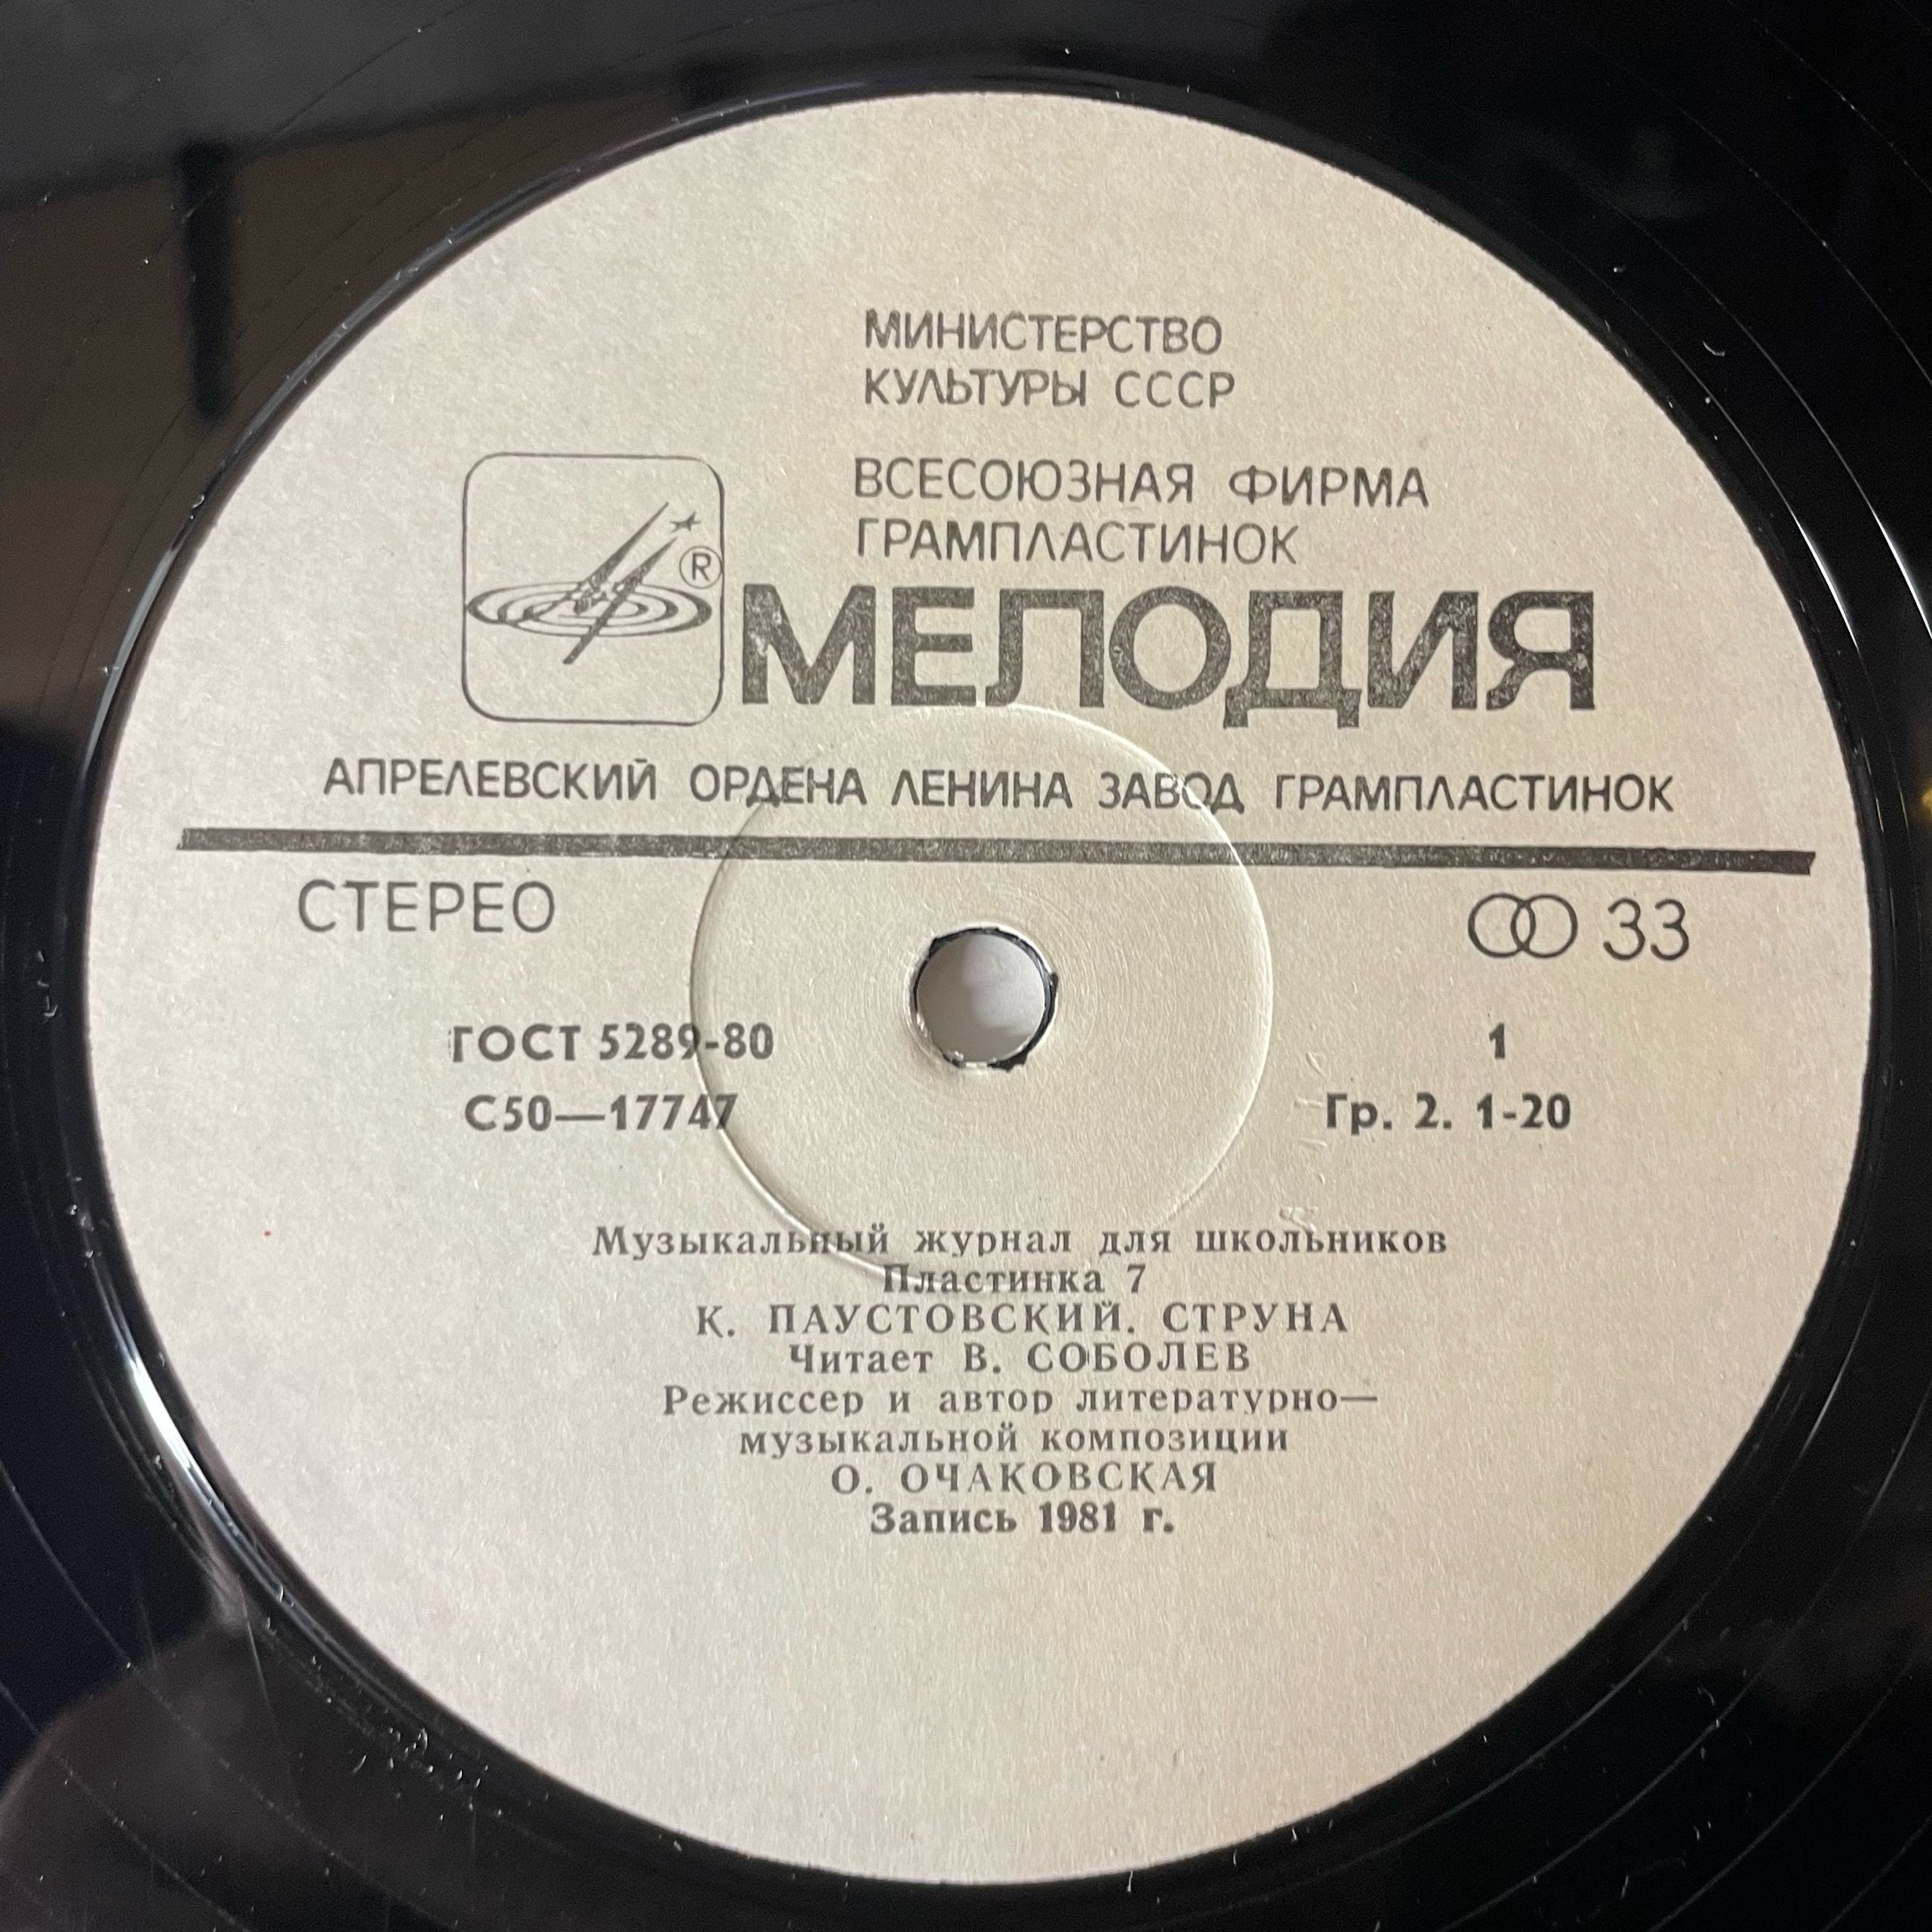 МИНИСТЕРСТВО
КУЛЬТУРЫ СССР
ВСЕСОЮЗНАЯ ФИРМА
ГРАМПЛАСТИНОК
®
МЕЛОДИЯ
АПРЕЛЕВСКИЙ ОРДЕНА ЛЕНИНА ЗАВОД ГРАМПЛАСТИНОК
СТЕРЕО
33
ГОСТ 5289-80
1
С50—17747
Гр. 2. 1-20
Музыкальный журнал для школьников
Пластинка 7
К. ПАУСТОВСКИЙ. СТРУНА
Читает В. СОБОЛЕВ
Режиссер и автор литературно—
музыкальной композиции
О. ОЧАКОВСКАЯ
Запись 1981 г.